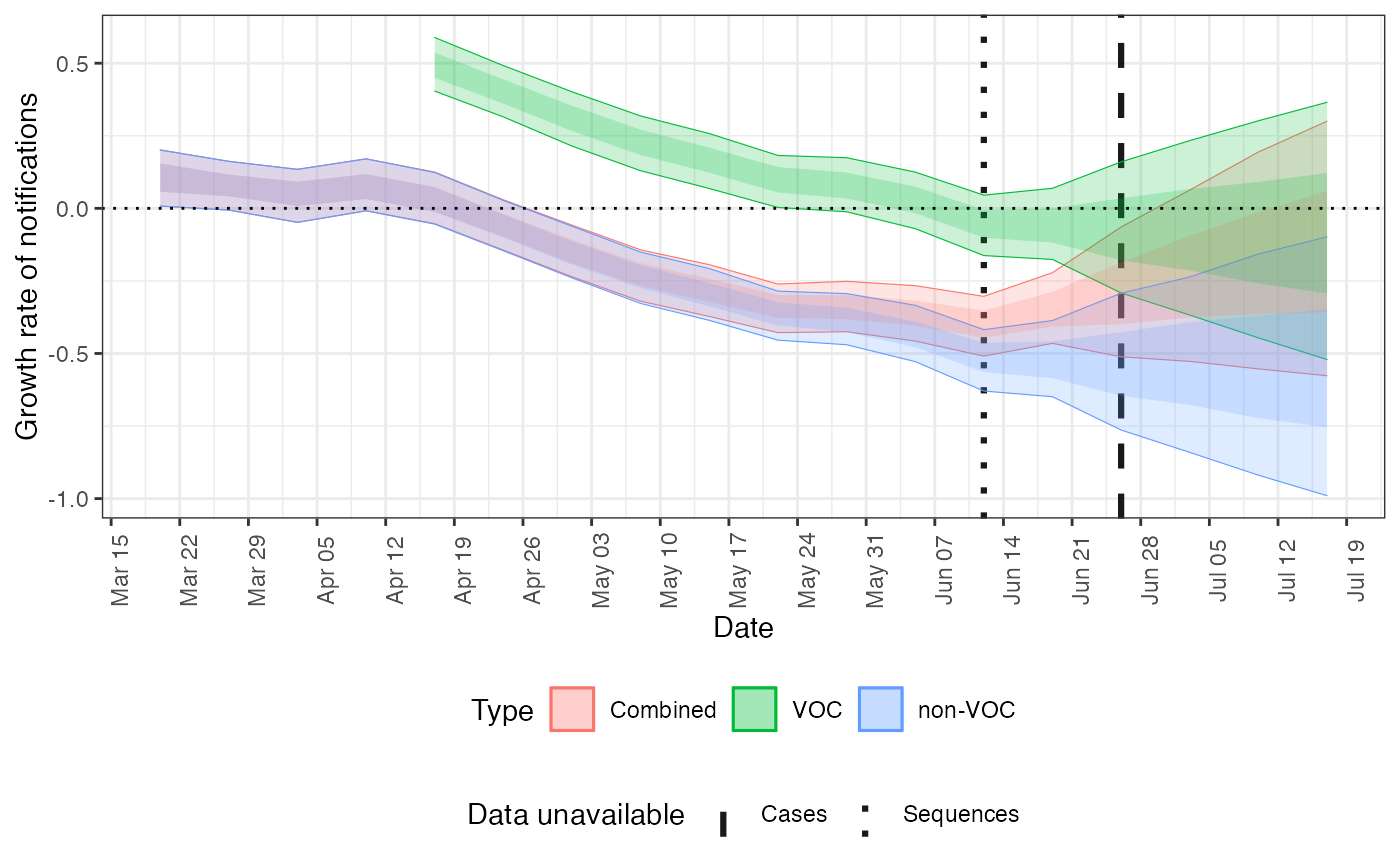 Growth rate of notifications
0.5
0.0
-0.5
-1.0
Mar 15
Mar 22
Mar 29
Apr 05
Apr 12
Apr 19
Apr 26
May 03
May 10
May 17
May 24
May 31
Jun 07
Jun 14
Jun 21
Jun 28
Jul 05
Jul 12
Jul 19
Date
Type Combined VOC non-VOC
Data unavailable Cases Sequences